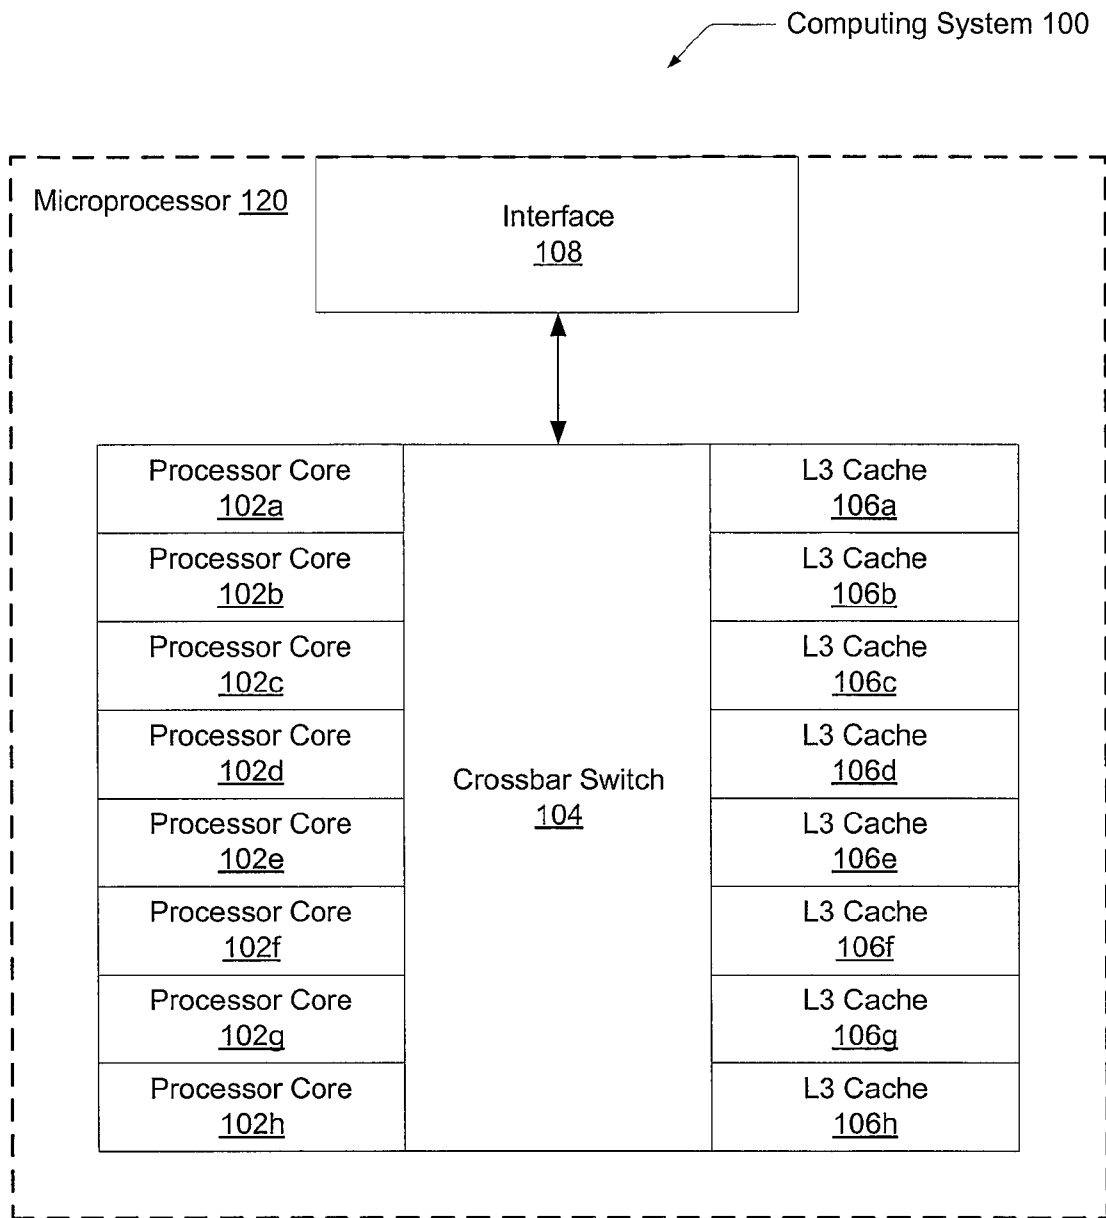 Computing System 100
Microprocessor 120
Interface
108
Processor Core
102a
Processor Core
102b
Processor Core
102c
Processor Core
102d
Processor Core
102e
Processor Core
102f
Processor Core
102g
Processor Core
102h
Crossbar Switch
104
L3 Cache
106a
L3 Cache
106b
L3 Cache
106c
L3 Cache
106d
L3 Cache
106e
L3 Cache
106f
L3 Cache
106g
L3 Cache
106h